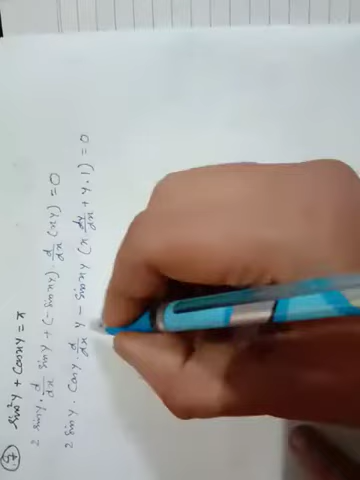 ⑦ sin²y + cosxy = π
2 siny · d/dx siny + (-sinxy) · d/dx (xy) = 0
2 siny · cosy · d/dx y - sinxy (x dy/dx + y·1) = 0